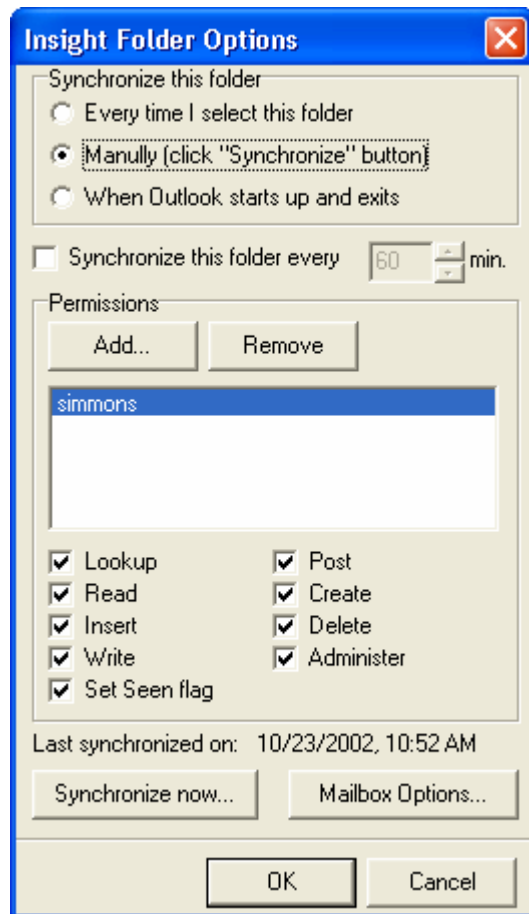 Insight Folder Options
Synchronize this folder
Every time I select this folder
Manully (click "Synchronize" button)
When Outlook starts up and exits
Synchronize this folder every 60 min.
Permissions
Add... Remove
simmons
Lookup Post
Read Create
Insert Delete
Write Administer
Set Seen flag
Last synchronized on: 10/23/2002, 10:52 AM
Synchronize now... Mailbox Options...
OK Cancel